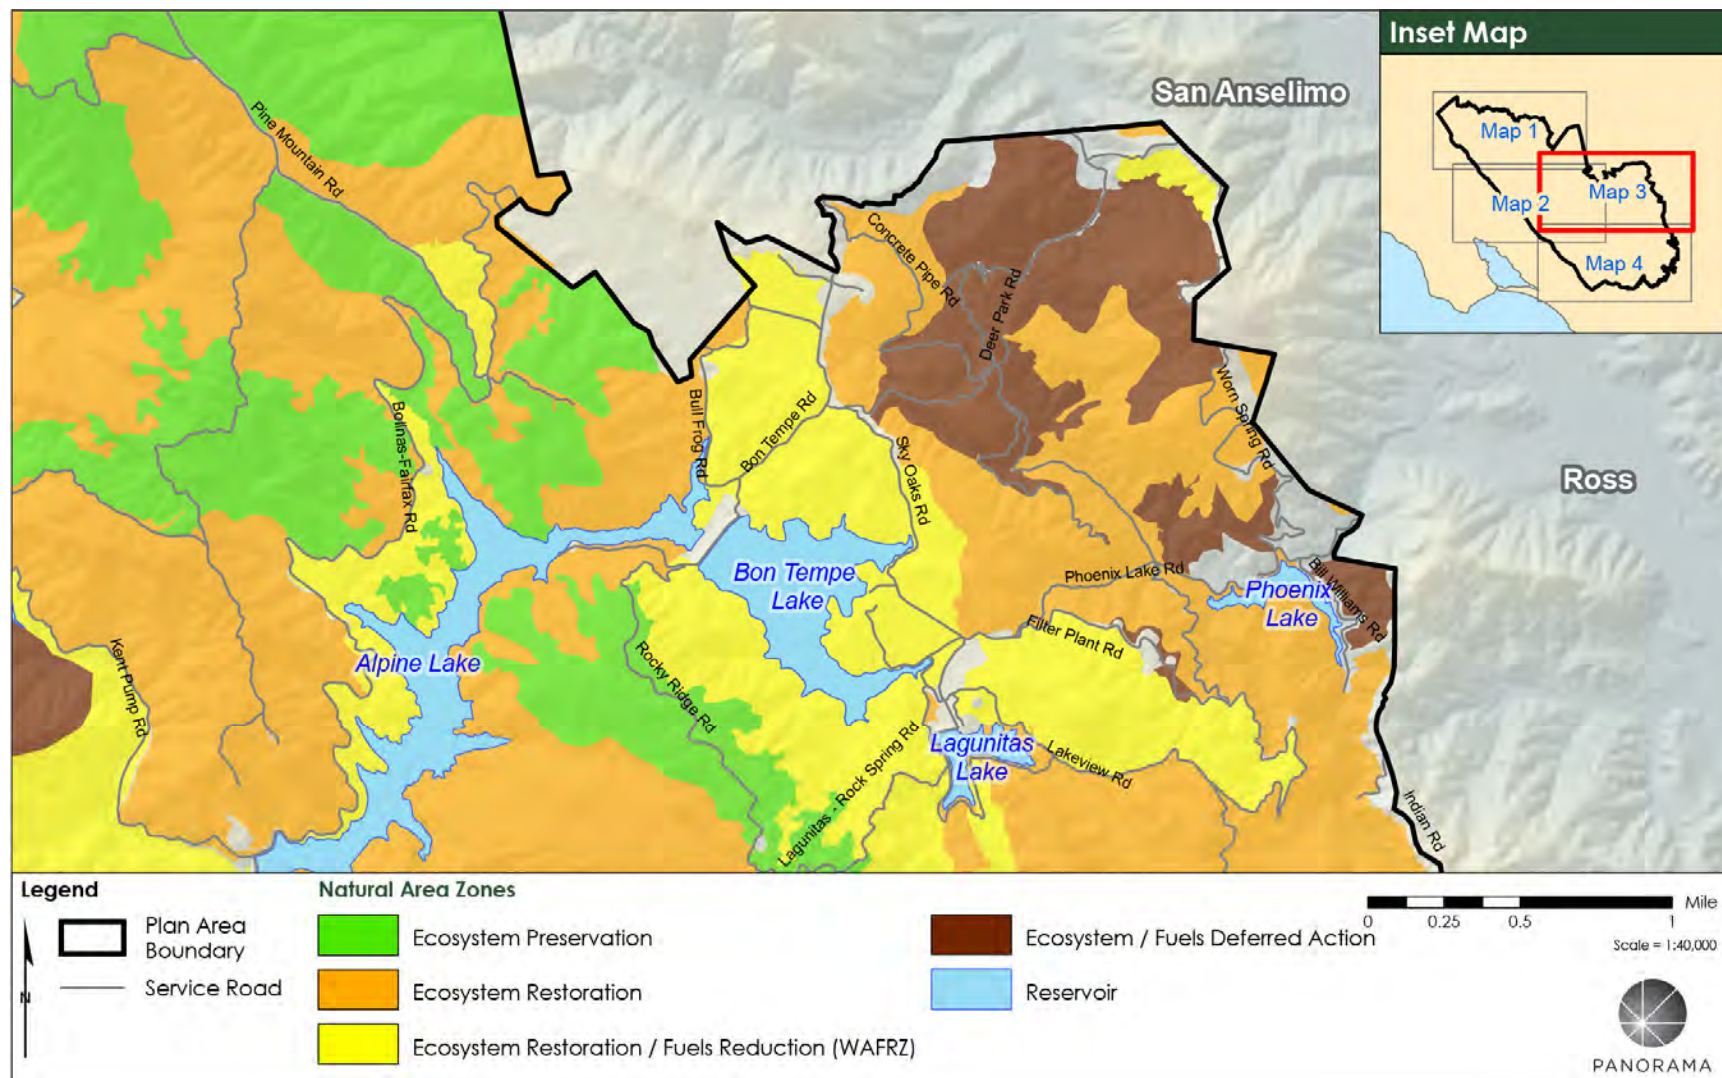 Inset Map
Map 1
Map 2
Map 3
Map 4
San Anselimo
Ross
Pine Mountain Rd
Concrete Pipe Rd
Deer Park Rd
Worn Spring Rd
Bull Frog Rd
Bon Tempe Rd
Sky Oaks Rd
Bolinas-Fairfax Rd
Bon Tempe
Lake
Phoenix Lake Rd
Phoenix
Lake
Bill Williams Rd
Filter Plant Rd
Alpine Lake
Rocky Ridge Rd
Kent Pump Rd
Lagunitas - Rock Spring Rd
Lagunitas
Lake
Lakeview Rd
Indian Rd
Legend
Plan Area
Boundary
Service Road
N
Natural Area Zones
Ecosystem Preservation
Ecosystem Restoration
Ecosystem Restoration / Fuels Reduction (WAFRZ)
Ecosystem / Fuels Deferred Action
Reservoir
Mile
0 0.25 0.5 1
Scale = 1:40,000
PANORAMA